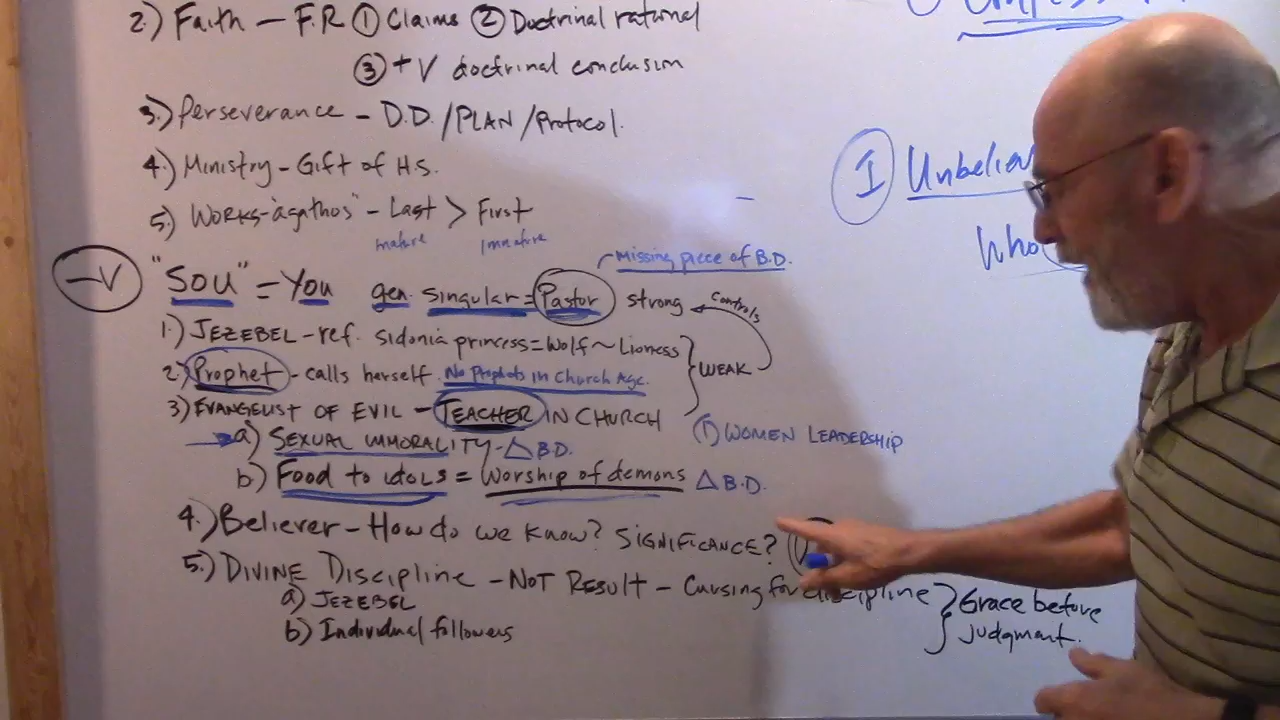 2.) Faith — F.R ① Claims ② Doctrinal rational
③ +V doctrinal conclusion
3.) Perseverance - D.D. / PLAN / Protocol.
4.) Ministry - Gift of H.S.
5.) Works - "agathos" - Last > First
mature immature
Missing piece of B.D.
-V "Sou" = You gen. singular = Pastor strong controls
1.) JEZEBEL - ref. sidonia princess = Wolf ~ Lioness
2.) Prophet - calls herself. No Prophets in Church Age. WEAK
3) EVANGELIST OF EVIL - TEACHER IN CHURCH
a) SEXUAL IMMORALITY - △ B.D. (1) WOMEN LEADERSHIP
b) Food to idols = Worship of demons △ B.D.
4.) Believer - How do we know? SIGNIFICANCE?
5.) DIVINE Discipline - NOT RESULT - Cursing for discipline
a) JEZEBEL
b) Individual followers
Grace before
judgment.
I
Who